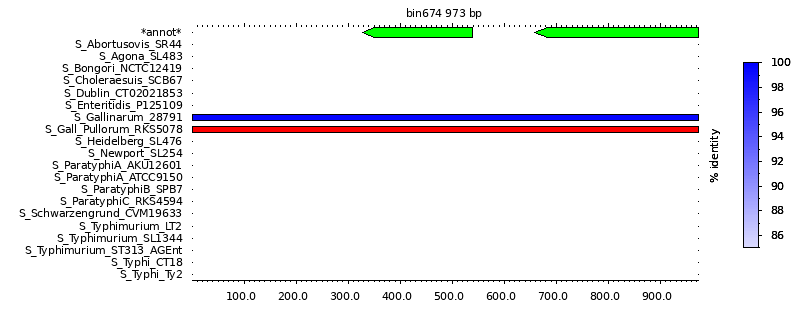 bin674 973 bp
*annot*
S_Abortusovis_SR44
S_Agona_SL483
S_Bongori_NCTC12419
S_Choleraesuis_SCB67
S_Dublin_CT02021853
S_Enteritidis_P125109
S_Gallinarum_28791
S_Gall_Pullorum_RKS5078
S_Heidelberg_SL476
S_Newport_SL254
S_ParatyphiA_AKU12601
S_ParatyphiA_ATCC9150
S_ParatyphiB_SPB7
S_ParatyphiC_RKS4594
S_Schwarzengrund_CVM19633
S_Typhimurium_LT2
S_Typhimurium_SL1344
S_Typhimurium_ST313_AGEnt
S_Typhi_CT18
S_Typhi_Ty2
100.0 200.0 300.0 400.0 500.0 600.0 700.0 800.0 900.0
% identity
100
98
96
94
92
90
88
86